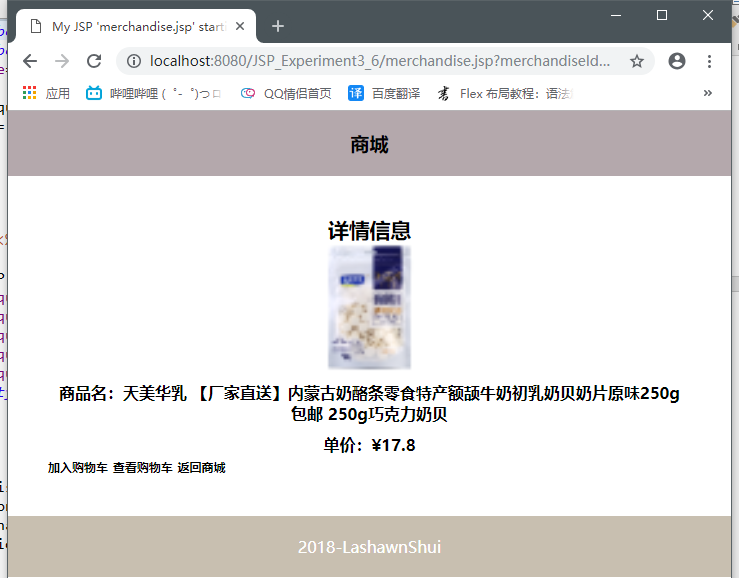 My JSP 'merchandise.jsp' starti
localhost:8080/JSP_Experiment3_6/merchandise.jsp?merchandiseId...
应用 哔哩哔哩 ( ゜- ゜)つロ QQ情侣首页 译 百度翻译 Flex 布局教程：语法
商城
详情信息
商品名：天美华乳 【厂家直送】内蒙古奶酪条零食特产额颉牛奶初乳奶贝奶片原味250g
包邮 250g巧克力奶贝
单价：¥17.8
加入购物车 查看购物车 返回商城
2018-LashawnShui